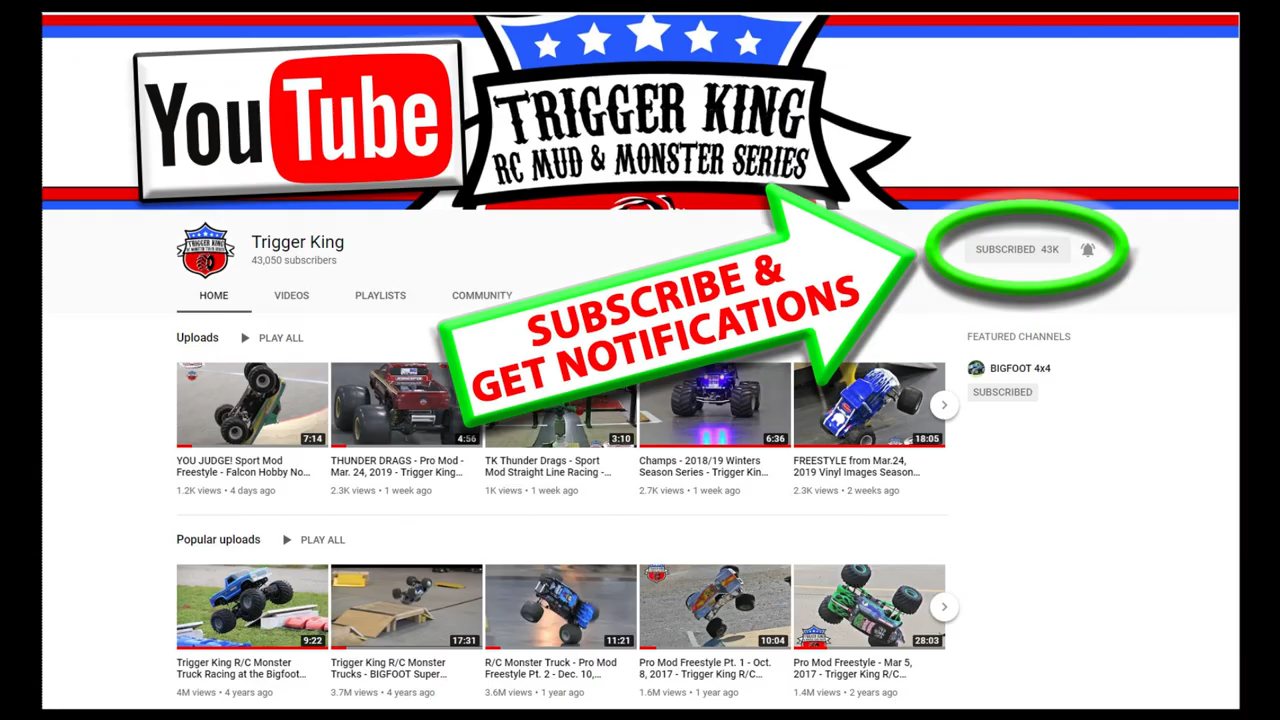 YouTube
TRIGGER KING
RC MUD & MONSTER SERIES
Trigger King
43,050 subscribers
SUBSCRIBED 43K
HOME
VIDEOS
PLAYLISTS
COMMUNITY
SUBSCRIBE &
GET NOTIFICATIONS
FEATURED CHANNELS
BIGFOOT 4x4
SUBSCRIBED
Uploads
PLAY ALL
7:14
4:56
3:10
6:36
18:05
YOU JUDGE! Sport Mod
Freestyle - Falcon Hobby No...
1.2K views • 4 days ago
THUNDER DRAGS - Pro Mod -
Mar. 24, 2019 - Trigger King...
2.3K views • 1 week ago
TK Thunder Drags - Sport
Mod Straight Line Racing -...
1K views • 1 week ago
Champs - 2018/19 Winters
Season Series - Trigger Kin...
2.7K views • 1 week ago
FREESTYLE from Mar.24,
2019 Vinyl Images Season...
2.3K views • 2 weeks ago
Popular uploads
PLAY ALL
9:22
17:31
11:21
10:04
28:03
Trigger King R/C Monster
Truck Racing at the Bigfoot...
4M views • 4 years ago
Trigger King R/C Monster
Trucks - BIGFOOT Super...
3.7M views • 4 years ago
R/C Monster Truck - Pro Mod
Freestyle Pt. 2 - Dec. 10,...
3.6M views • 1 year ago
Pro Mod Freestyle Pt. 1 - Oct.
8, 2017 - Trigger King R/C...
1.6M views • 1 year ago
Pro Mod Freestyle - Mar 5,
2017 - Trigger King R/C...
1.4M views • 2 years ago